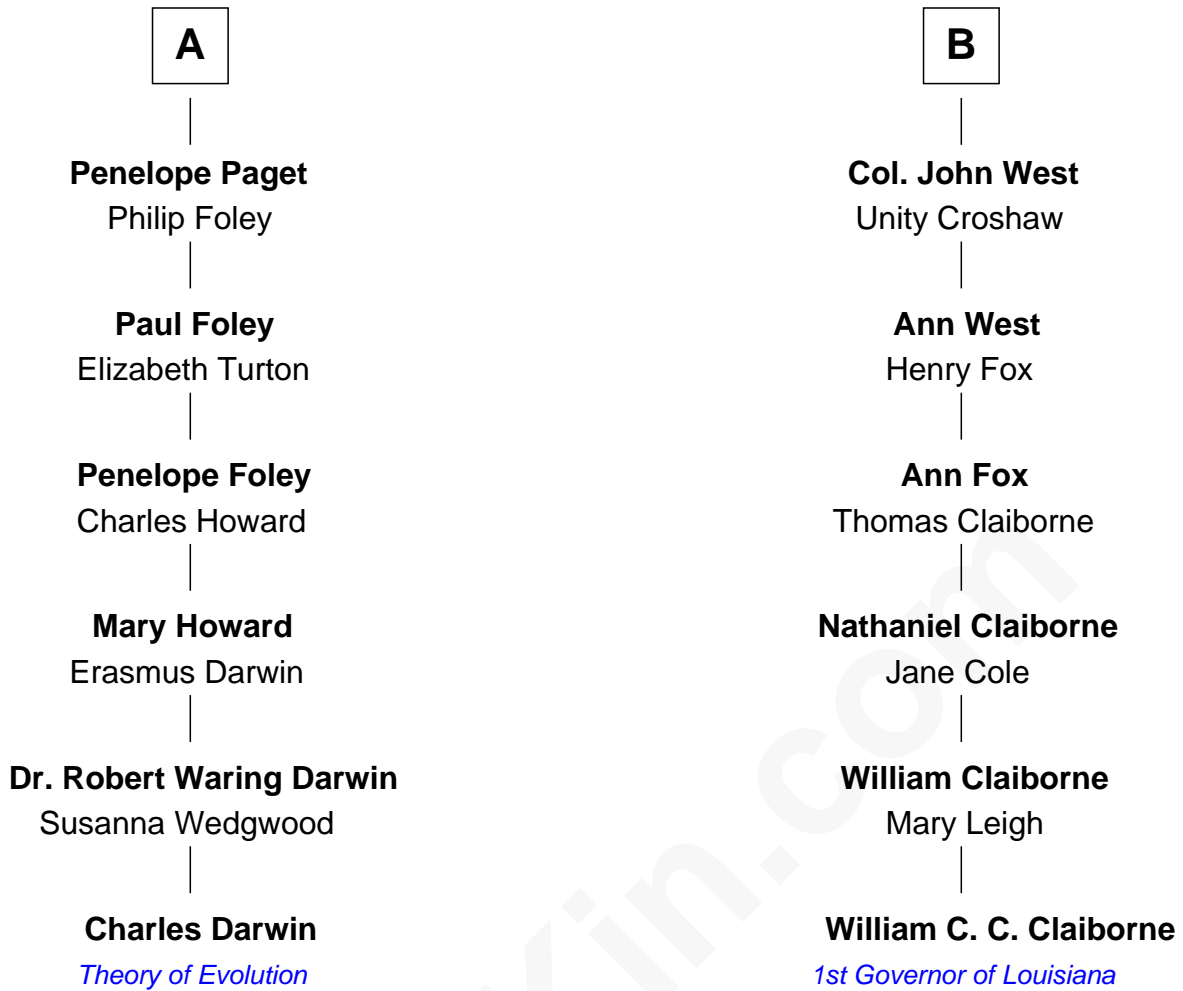 A
Penelope Paget
Philip Foley
Paul Foley
Elizabeth Turton
Penelope Foley
Charles Howard
Mary Howard
Erasmus Darwin
Dr. Robert Waring Darwin
Susanna Wedgwood
Charles Darwin
Theory of Evolution
B
Col. John West
Unity Croshaw
Ann West
Henry Fox
Ann Fox
Thomas Claiborne
Nathaniel Claiborne
Jane Cole
William Claiborne
Mary Leigh
William C. C. Claiborne
1st Governor of Louisiana